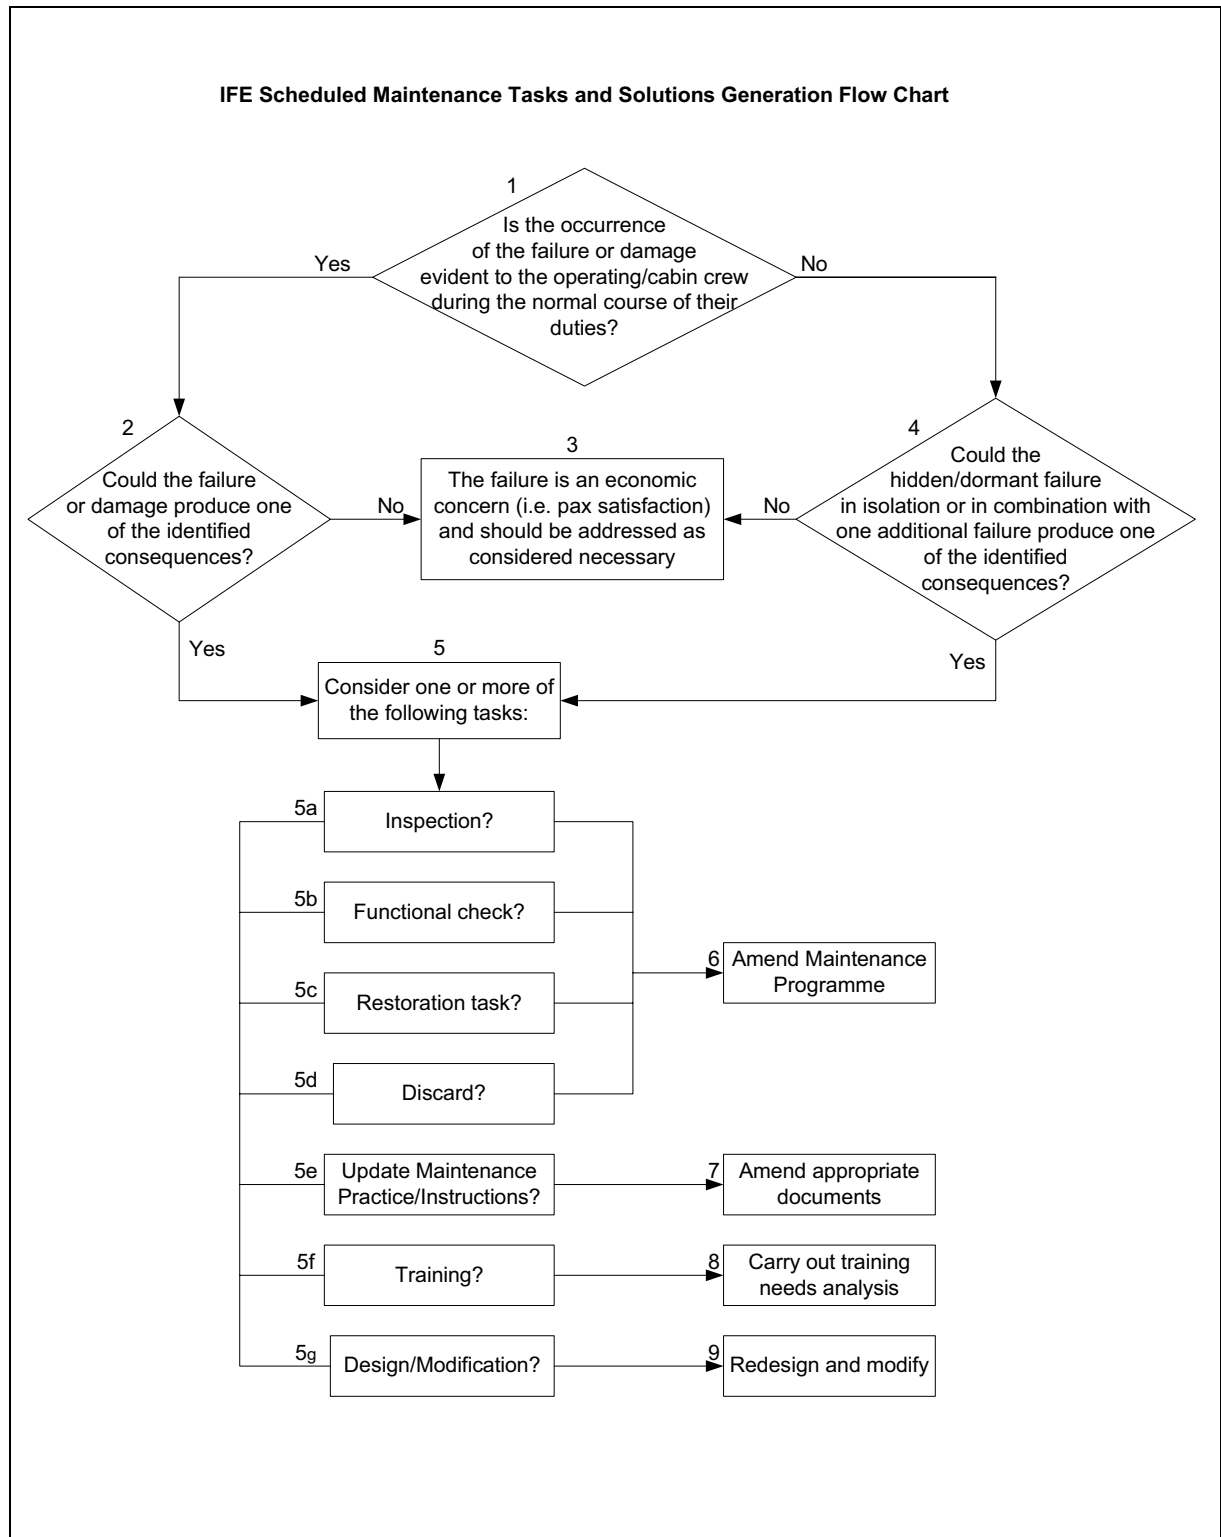 IFE Scheduled Maintenance Tasks and Solutions Generation Flow Chart
1
Is the occurrence
of the failure or damage
evident to the operating/cabin crew
during the normal course of their
duties?
Yes
No
2
Could the failure
or damage produce one
of the identified
consequences?
No
3
The failure is an economic
concern (i.e. pax satisfaction)
and should be addressed as
considered necessary
No
4
Could the
hidden/dormant failure
in isolation or in combination with
one additional failure produce one
of the identified
consequences?
Yes
Yes
5
Consider one or more of
the following tasks:
5a
Inspection?
5b
Functional check?
5c
Restoration task?
5d
Discard?
6
Amend Maintenance
Programme
5e
Update Maintenance
Practice/Instructions?
7
Amend appropriate
documents
5f
Training?
8
Carry out training
needs analysis
5g
Design/Modification?
9
Redesign and modify